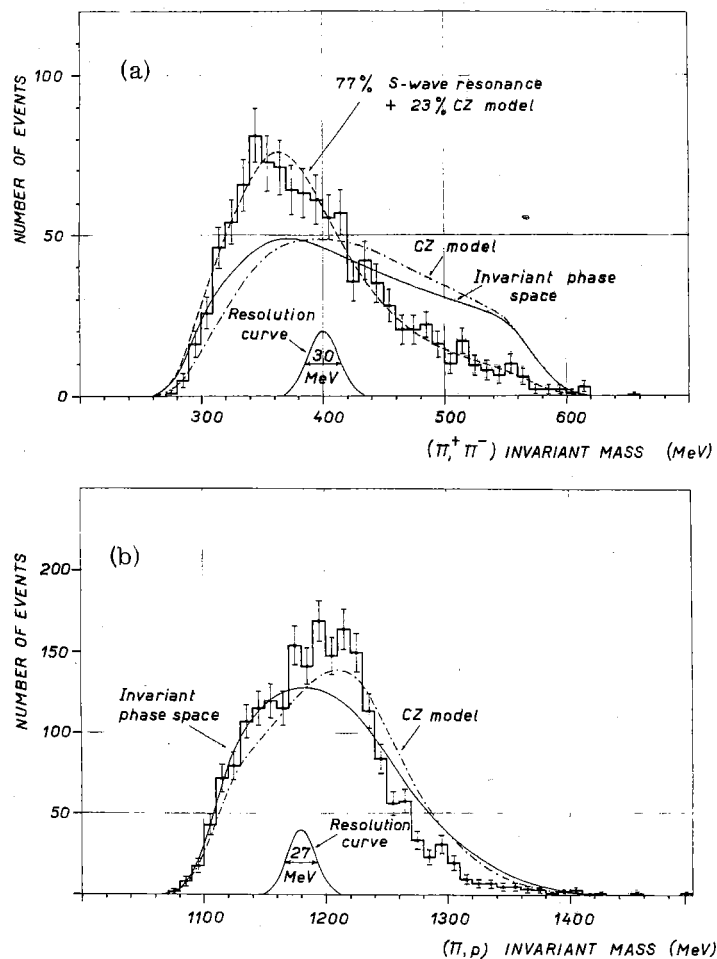 (a)
100
50
0
NUMBER OF EVENTS
77% S-wave resonance
+ 23% CZ model
CZ model
Invariant phase
space
Resolution
curve
30
MeV
300 400 500 600
(Π,⁺ Π⁻) INVARIANT MASS (MeV)
(b)
200
150
100
50
NUMBER OF EVENTS
Invariant
phase space
CZ model
Resolution
curve
27
MeV
1100 1200 1300 1400
(Π, p) INVARIANT MASS (MeV)